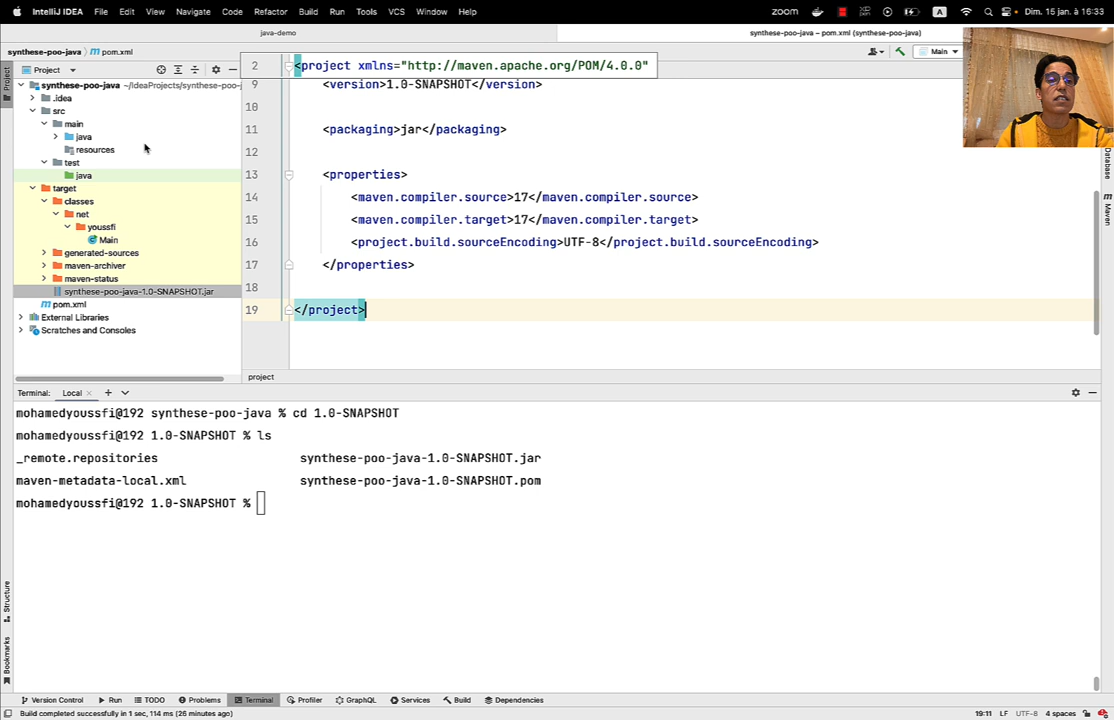 IntelliJ IDEA File Edit View Navigate Code Refactor Build Run Tools VCS Window Help zoom A Dim. 15 jan. à 16:33
java-demo synthese-poo-java – pom.xml (synthese-poo-java)
synthese-poo-java pom.xml Main
Project
synthese-poo-java ~/IdeaProjects/synthese-poo-j
.idea
src
main
java
resources
test
java
target
classes
net
youssfi
Main
generated-sources
maven-archiver
maven-status
synthese-poo-java-1.0-SNAPSHOT.jar
pom.xml
External Libraries
Scratches and Consoles
2 <project xmlns="http://maven.apache.org/POM/4.0.0"
9 <version>1.0-SNAPSHOT</version>
10
11 <packaging>jar</packaging>
12
13 <properties>
14 <maven.compiler.source>17</maven.compiler.source>
15 <maven.compiler.target>17</maven.compiler.target>
16 <project.build.sourceEncoding>UTF-8</project.build.sourceEncoding>
17 </properties>
18
19 </project>
project
Project
Database
Maven
Terminal: Local
mohamedyoussfi@192 synthese-poo-java % cd 1.0-SNAPSHOT
mohamedyoussfi@192 1.0-SNAPSHOT % ls
_remote.repositories synthese-poo-java-1.0-SNAPSHOT.jar
maven-metadata-local.xml synthese-poo-java-1.0-SNAPSHOT.pom
mohamedyoussfi@192 1.0-SNAPSHOT %
Structure
Bookmarks
Version Control Run TODO Problems Terminal Profiler GraphQL Services Build Dependencies
Build completed successfully in 1 sec, 114 ms (26 minutes ago) 19:11 LF UTF-8 4 spaces